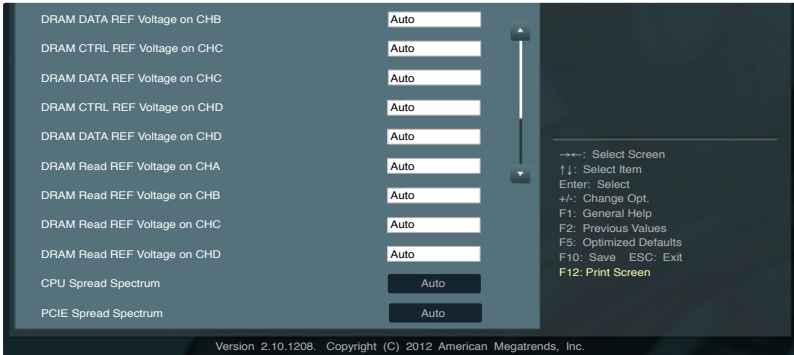 DRAM DATA REF Voltage on CHB Auto
DRAM CTRL REF Voltage on CHC Auto
DRAM DATA REF Voltage on CHC Auto
DRAM CTRL REF Voltage on CHD Auto
DRAM DATA REF Voltage on CHD Auto
DRAM Read REF Voltage on CHA Auto
DRAM Read REF Voltage on CHB Auto
DRAM Read REF Voltage on CHC Auto
DRAM Read REF Voltage on CHD Auto
CPU Spread Spectrum Auto
PCIE Spread Spectrum Auto
→←: Select Screen
↑↓: Select Item
Enter: Select
+/-: Change Opt.
F1: General Help
F2: Previous Values
F5: Optimized Defaults
F10: Save ESC: Exit
F12: Print Screen
Version 2.10.1208. Copyright (C) 2012 American Megatrends, Inc.